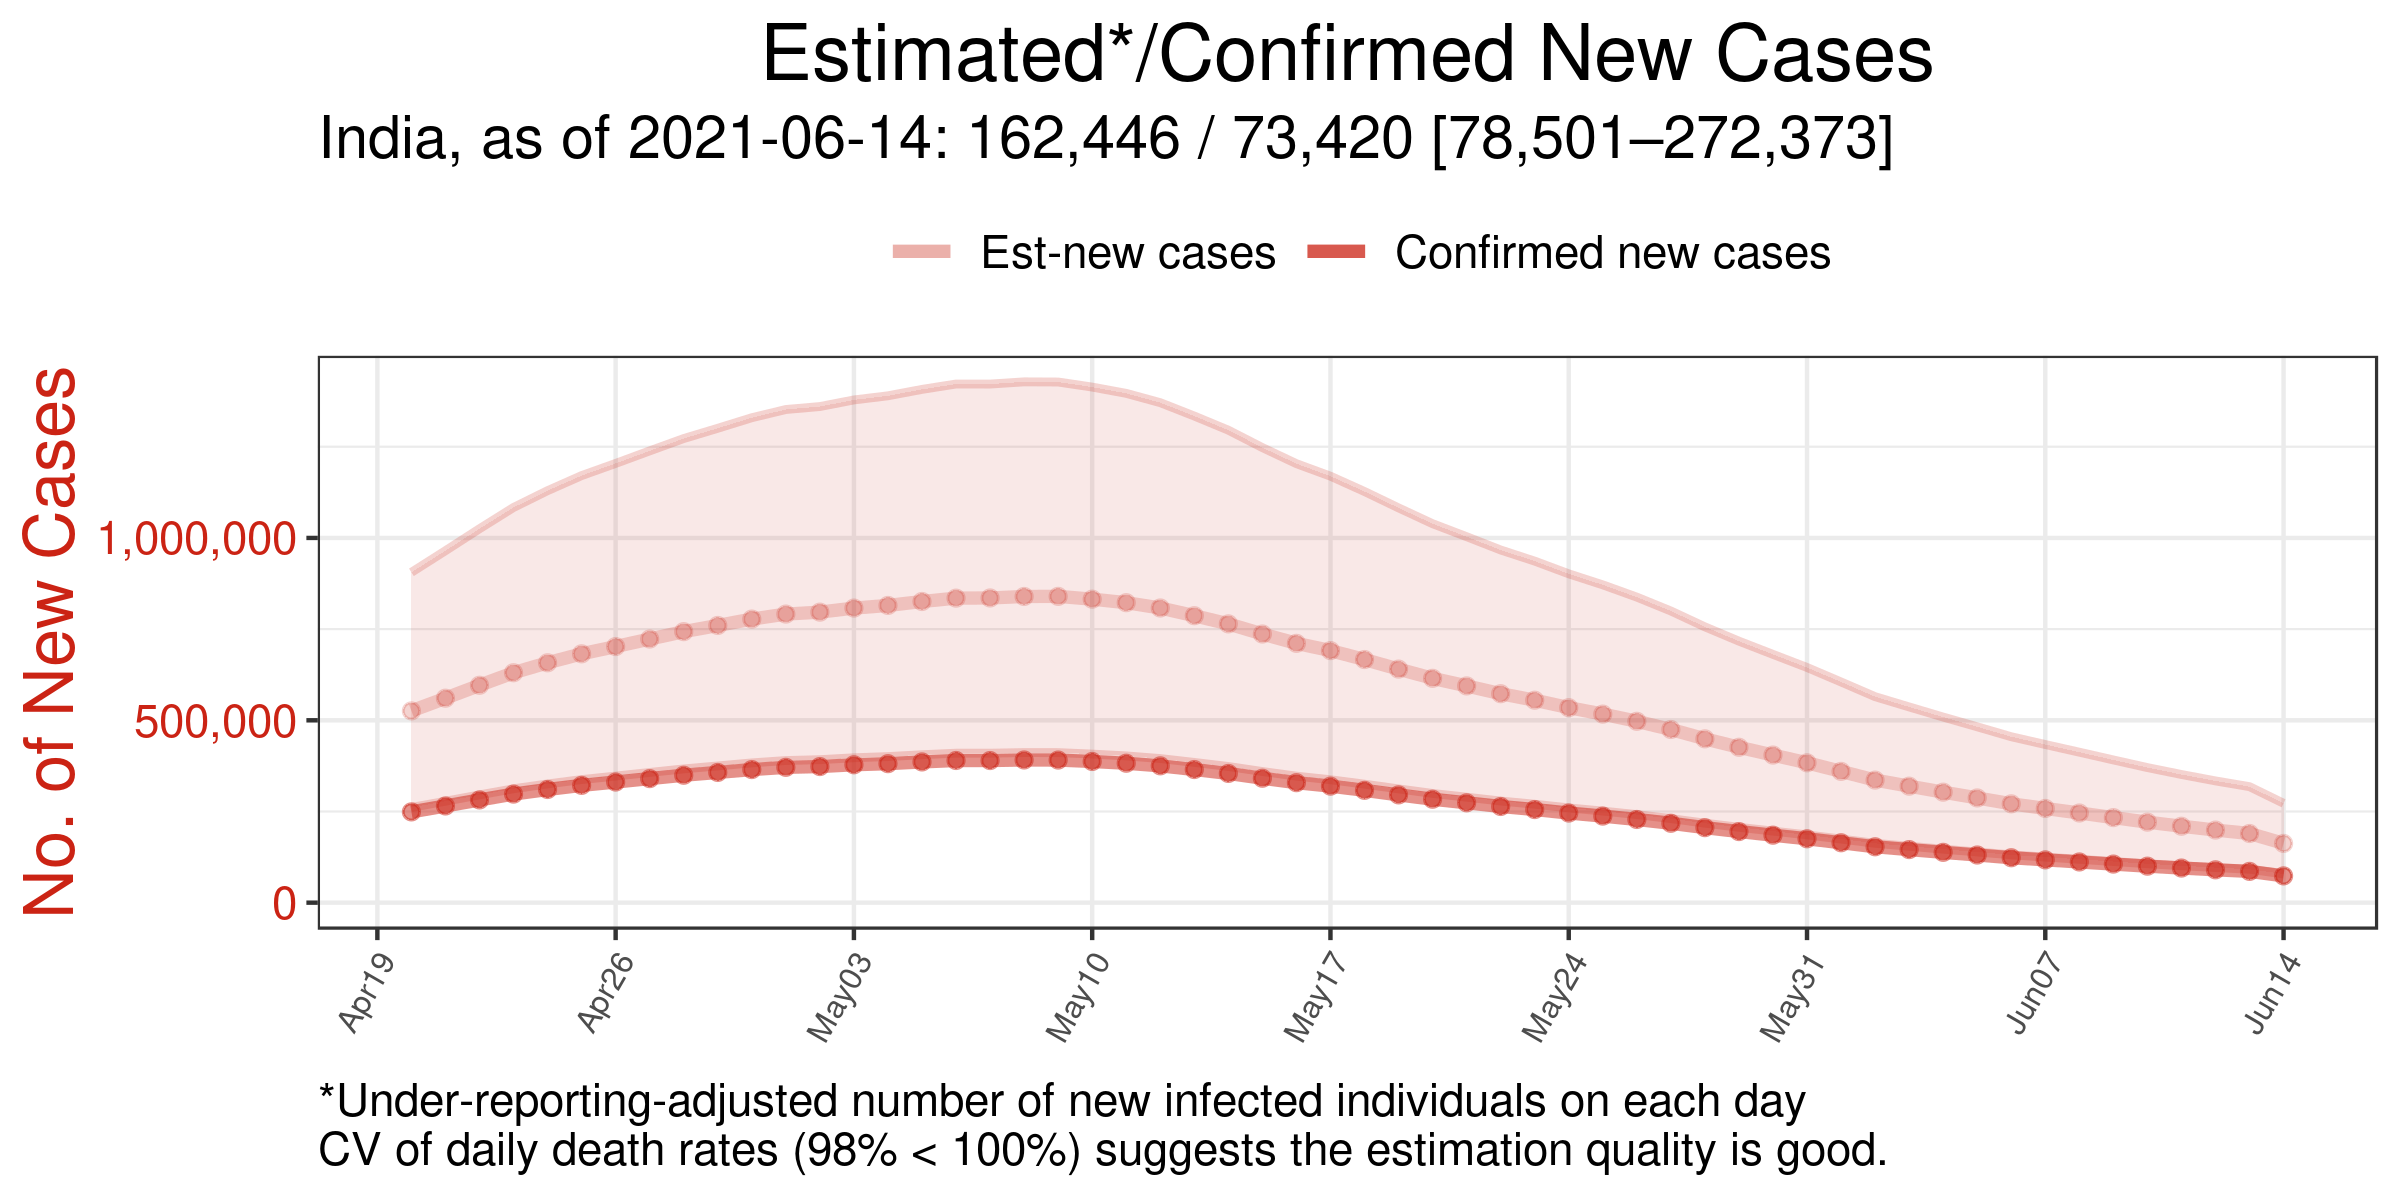 Estimated*/Confirmed New Cases
India, as of 2021-06-14: 162,446 / 73,420 [78,501–272,373]
Est-new cases
Confirmed new cases
No. of New Cases
1,000,000
500,000
0
Apr19
Apr26
May03
May10
May17
May24
May31
Jun07
Jun14
*Under-reporting-adjusted number of new infected individuals on each day
CV of daily death rates (98% < 100%) suggests the estimation quality is good.